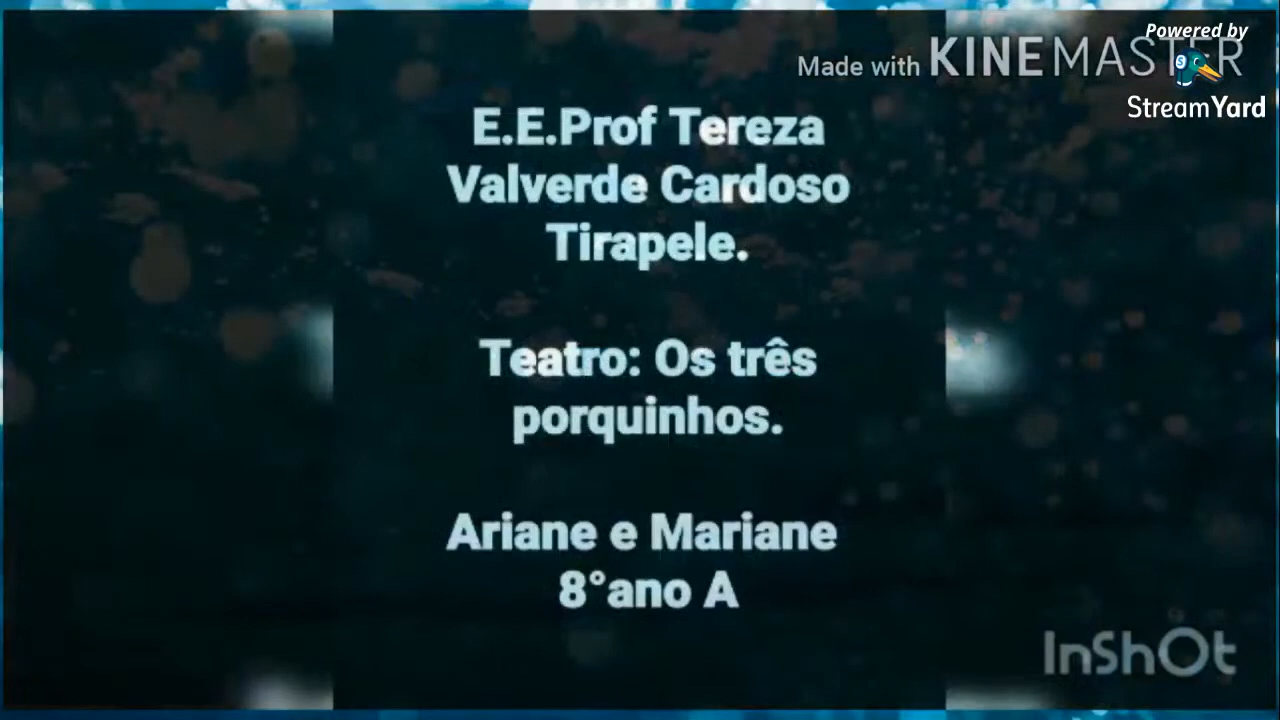 Powered by
Made with KINEMASTER
StreamYard
E.E.Prof Tereza
Valverde Cardoso
Tirapele.
Teatro: Os três
porquinhos.
Ariane e Mariane
8°ano A
InShOt